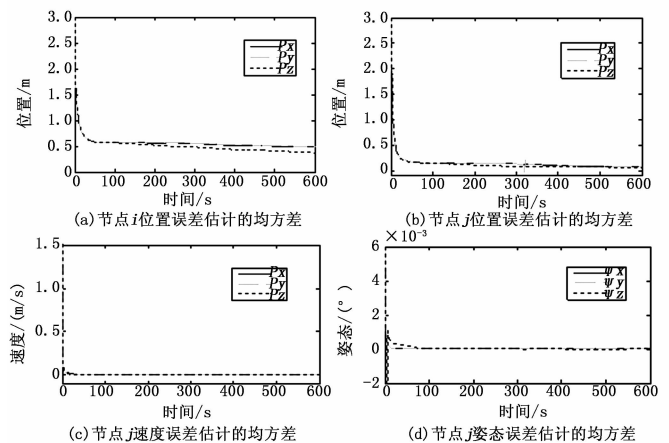 3.0
2.5
2.0
1.5
1.0
0.5
0
位置/m
Px
Py
Pz
0 100 200 300 400 500 600
时间/s
(a)节点i位置误差估计的均方差
3.0
2.5
2.0
1.5
1.0
0.5
0
位置/m
Px
Py
Pz
0 100 200 300 400 500 600
时间/s
(b)节点j位置误差估计的均方差
1.5
1.0
0.5
0
速度/(m/s)
Px
Py
Pz
0 100 200 300 400 500 600
时间/s
(c)节点j速度误差估计的均方差
×10⁻³
6
4
2
0
−2
姿态/(°)
ψx
ψy
ψz
0 100 200 300 400 500 600
时间/s
(d)节点j姿态误差估计的均方差